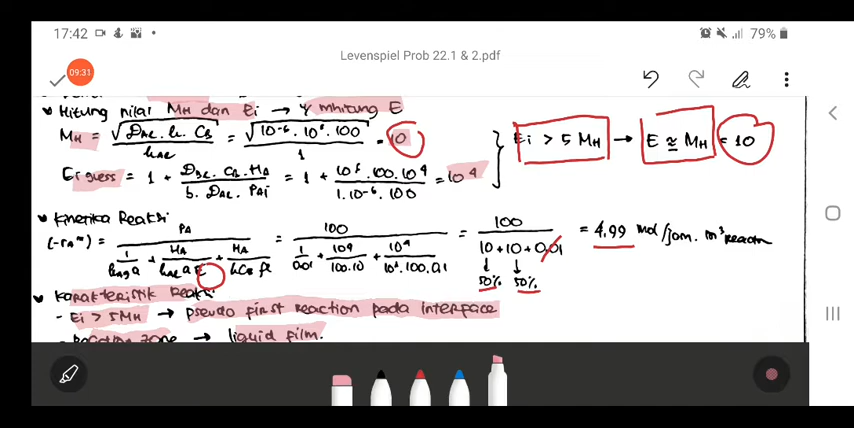 17:42
79%
09:31
Levenspiel Prob 22.1 & 2.pdf
Hitung nilai MH dan Ei → y mhitung E
MH = √(DAL . k . CB) / kAL = √(10⁻⁶ . 10⁶ . 100) / 1 = 10
Ei > 5 MH → E ≅ MH = 10
Ei guess = 1 + DBL . CB . HA / b . DAL . PAi = 1 + 10⁻⁶ . 100 . 10⁴ / 1 . 10⁻⁶ . 100 = 10⁴
Kinetika Reaksi
(-rA'''') = PA / (1/kAg a + HA/kAL a E + HA/kCB fl) = 100 / (1/0.01 + 10⁴/100.10 + 10⁴/10⁶.100.0.1) = 100 / (10 + 10 + 0.01) = 4.99 mol/jam. m³ reactor
50% 50%
Karakteristik Reaksi
- Ei > 5MH → pseudo first reaction pada interface
zone → liquid film.